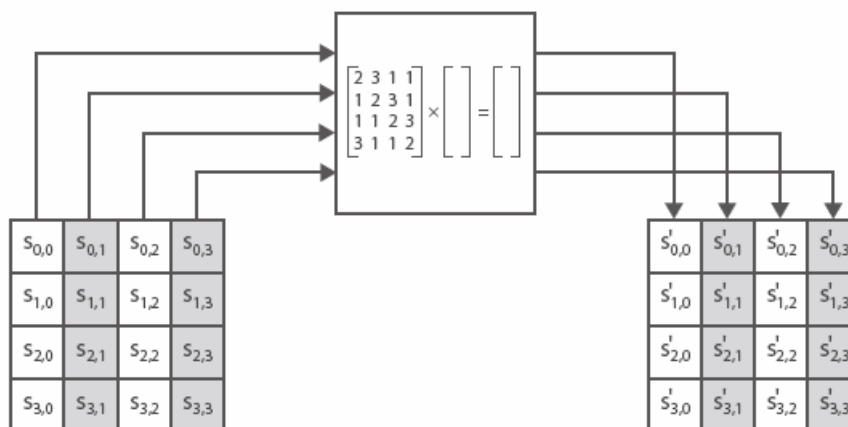 2 3 1 1
1 2 3 1
1 1 2 3
3 1 1 2
× =
s0,0 s0,1 s0,2 s0,3
s1,0 s1,1 s1,2 s1,3
s2,0 s2,1 s2,2 s2,3
s3,0 s3,1 s3,2 s3,3
s'0,0 s'0,1 s'0,2 s'0,3
s'1,0 s'1,1 s'1,2 s'1,3
s'2,0 s'2,1 s'2,2 s'2,3
s'3,0 s'3,1 s'3,2 s'3,3